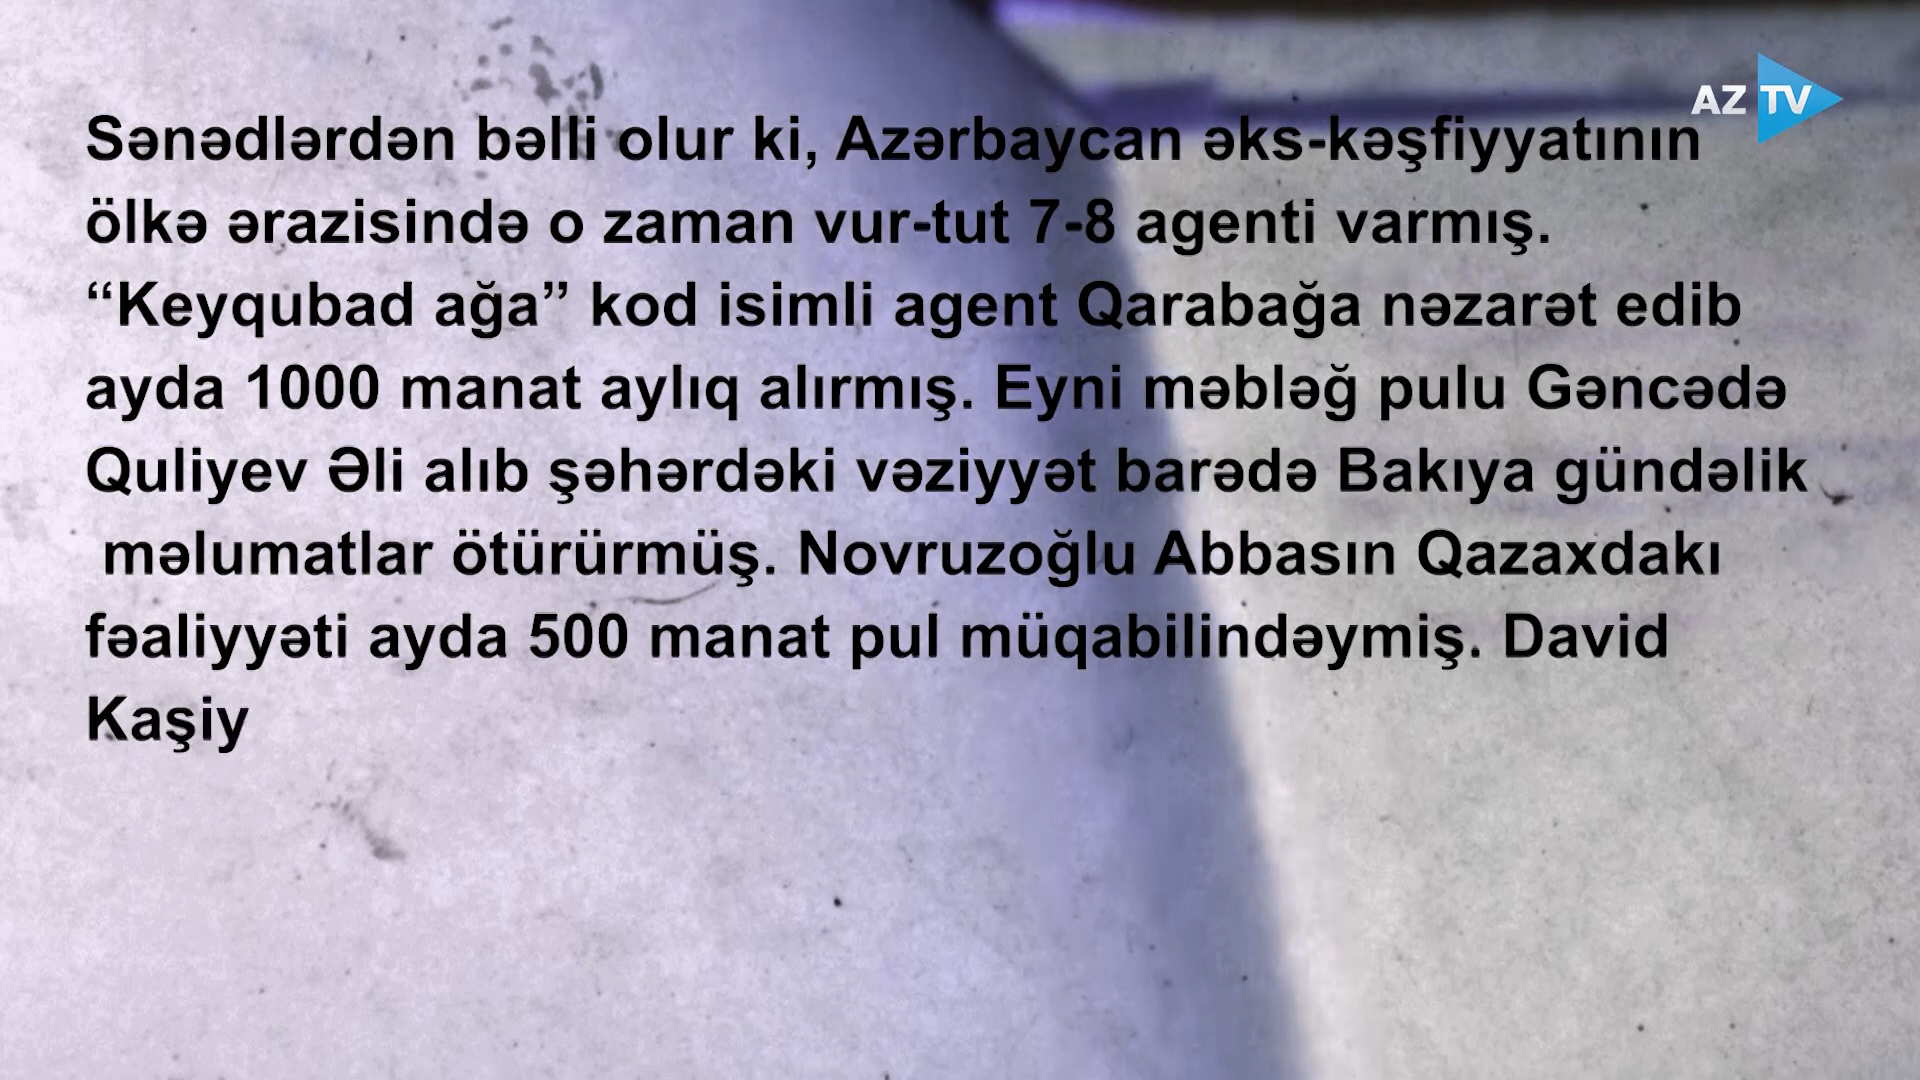 AZ TV
Sənədlərdən bəlli olur ki, Azərbaycan əks-kəşfiyyatının
ölkə ərazisində o zaman vur-tut 7-8 agenti varmış.
“Keyqubad ağa” kod isimli agent Qarabağa nəzarət edib
ayda 1000 manat aylıq alırmış. Eyni məbləğ pulu Gəncədə
Quliyev Əli alıb şəhərdəki vəziyyət barədə Bakıya gündəlik
məlumatlar ötürürmüş. Novruzoğlu Abbasın Qazaxdakı
fəaliyyəti ayda 500 manat pul müqabilindəymiş. David
Kaşiy